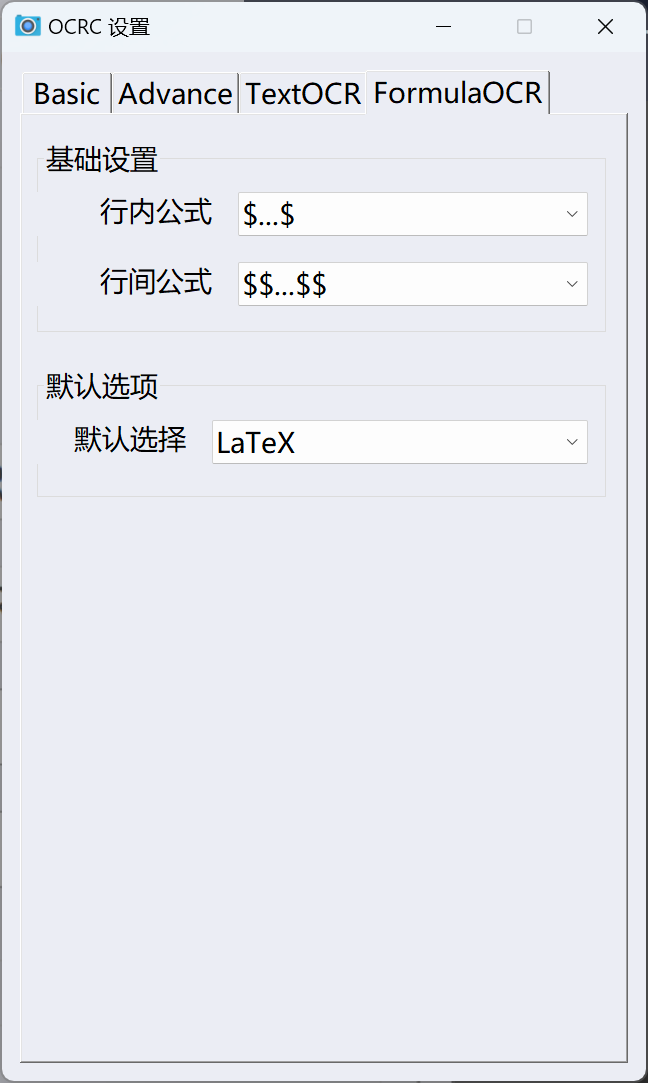 OCRC 设置
Basic Advance TextOCR FormulaOCR
基础设置
行内公式 $...$
行间公式 $$...$$
默认选项
默认选择 LaTeX